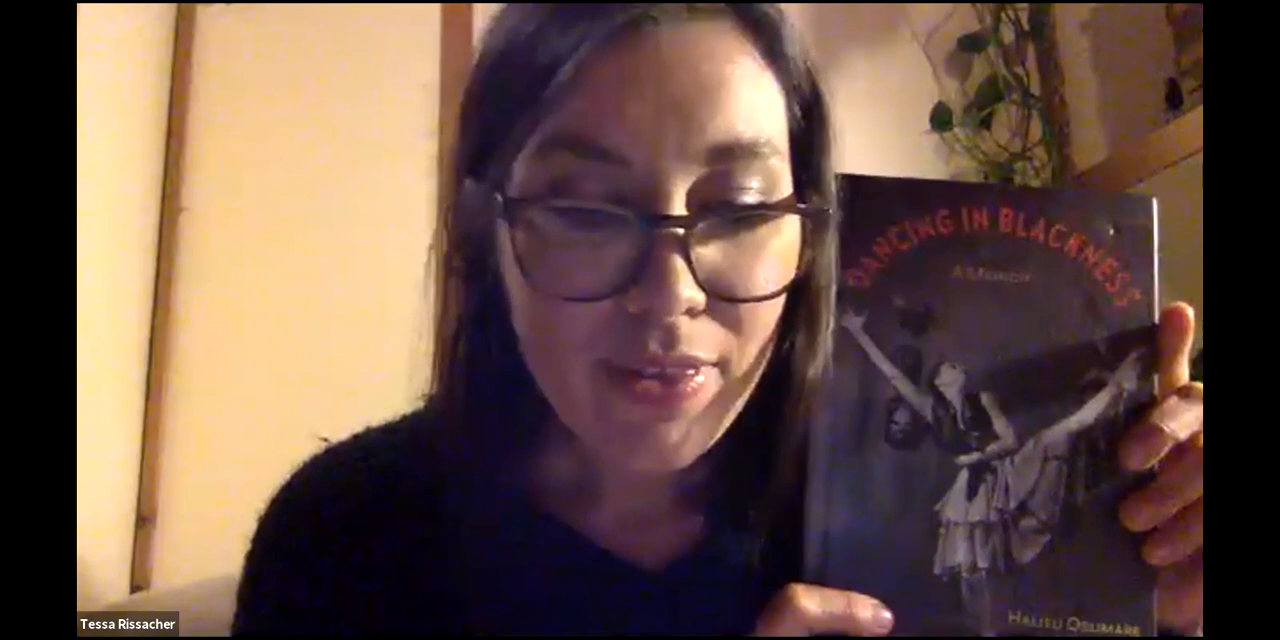 DANCING IN BLACKNESS
A MEMOIR
HALIFU OSUMARE
Tessa Rissacher